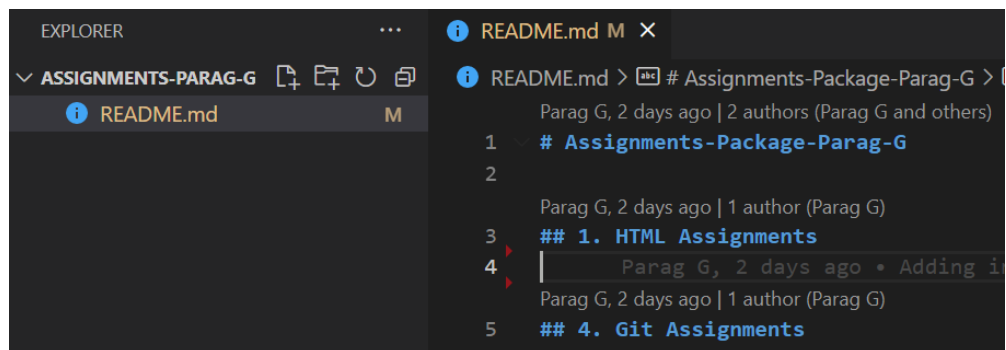 EXPLORER
ASSIGNMENTS-PARAG-G
README.md M
README.md M
README.md > # Assignments-Package-Parag-G >
Parag G, 2 days ago | 2 authors (Parag G and others)
1 # Assignments-Package-Parag-G
2
Parag G, 2 days ago | 1 author (Parag G)
3 ## 1. HTML Assignments
4 Parag G, 2 days ago • Adding
Parag G, 2 days ago | 1 author (Parag G)
5 ## 4. Git Assignments